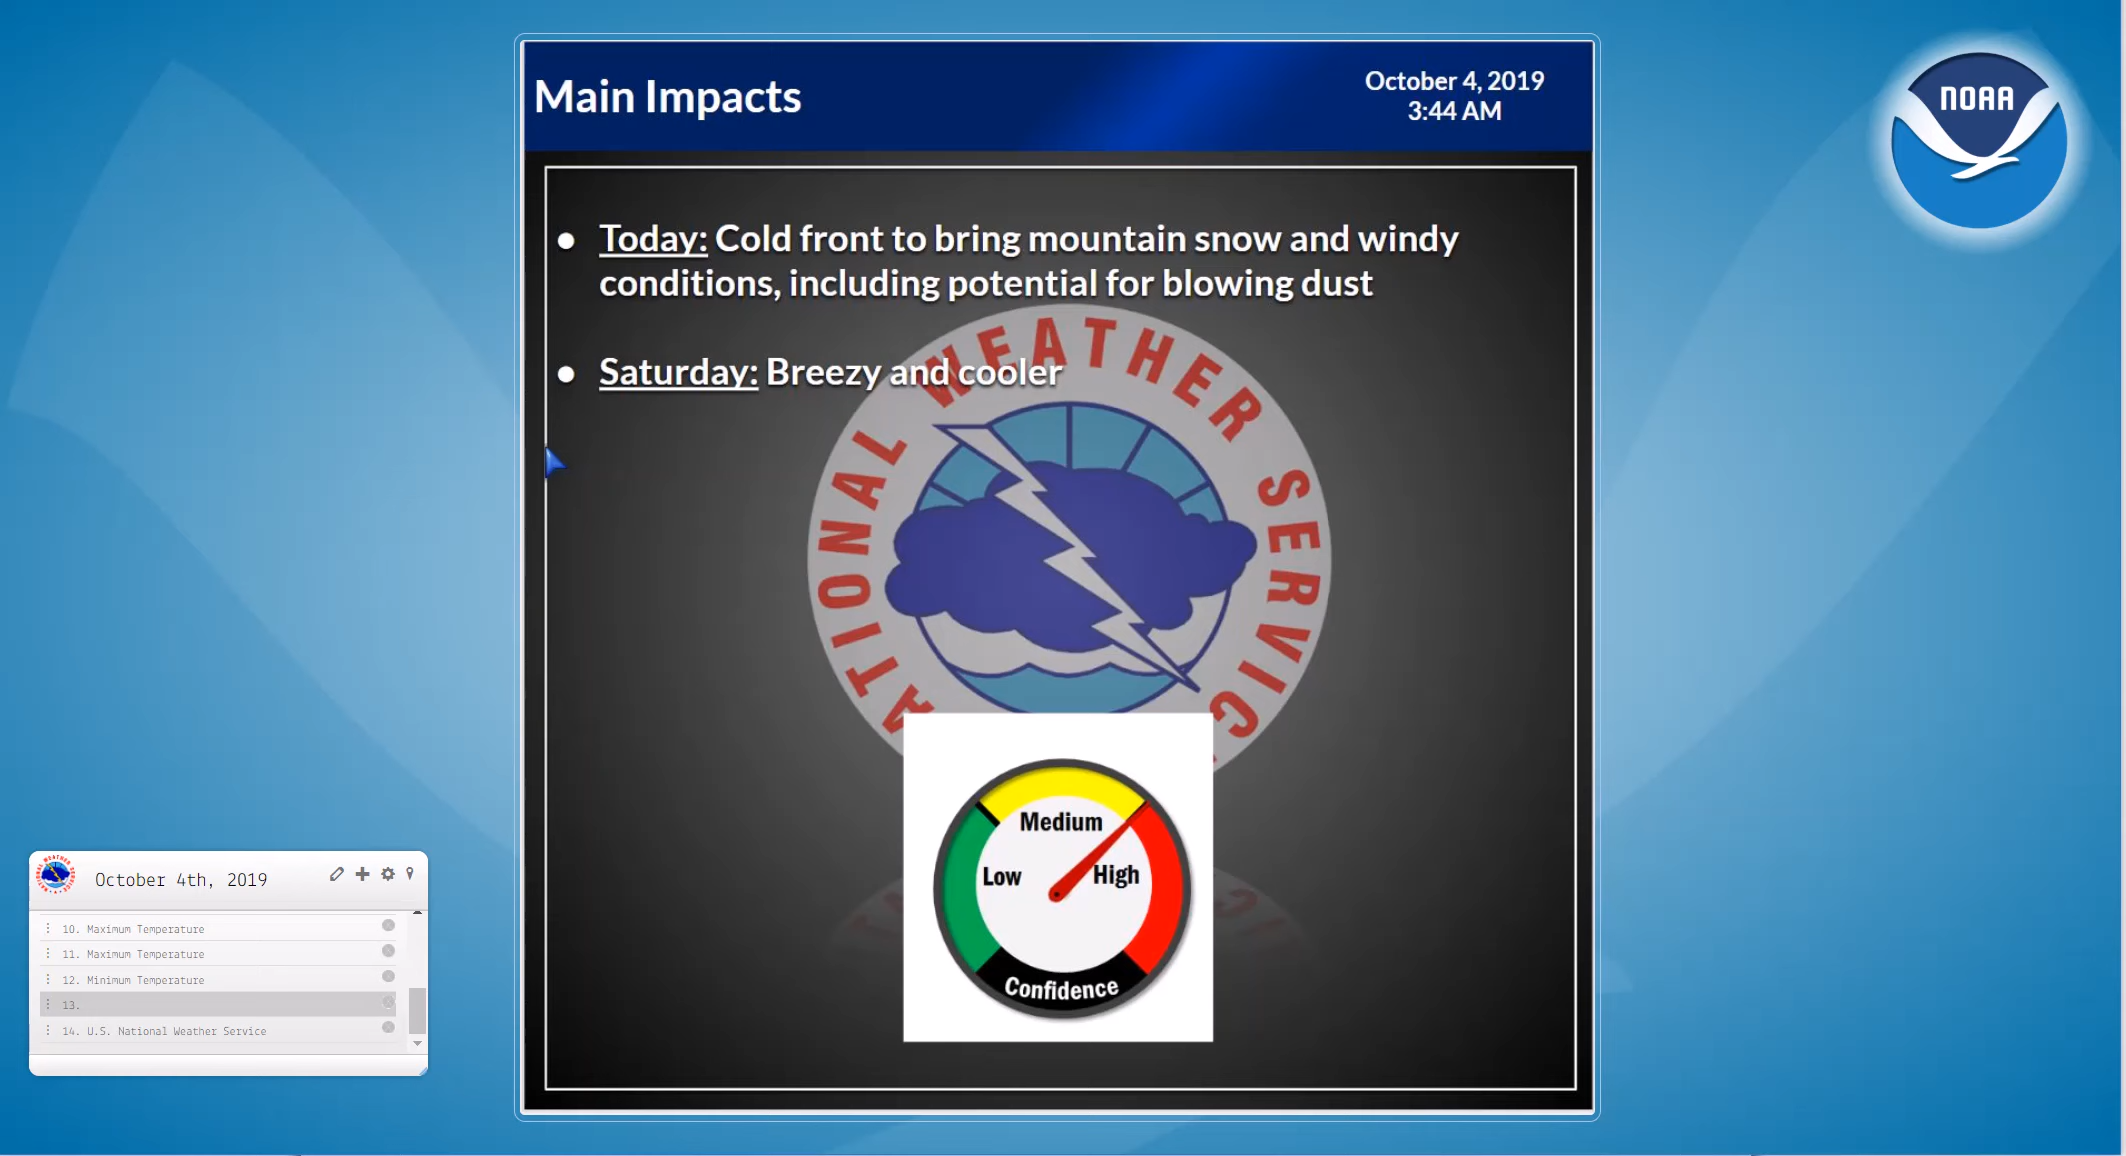 Main Impacts
October 4, 2019
3:44 AM
NOAA
● Today: Cold front to bring mountain snow and windy
conditions, including potential for blowing dust
● Saturday: Breezy and cooler
NATIONAL WEATHER SERVICE
Medium
Low
High
Confidence
October 4th, 2019
10. Maximum Temperature
11. Maximum Temperature
12. Minimum Temperature
13.
14. U.S. National Weather Service